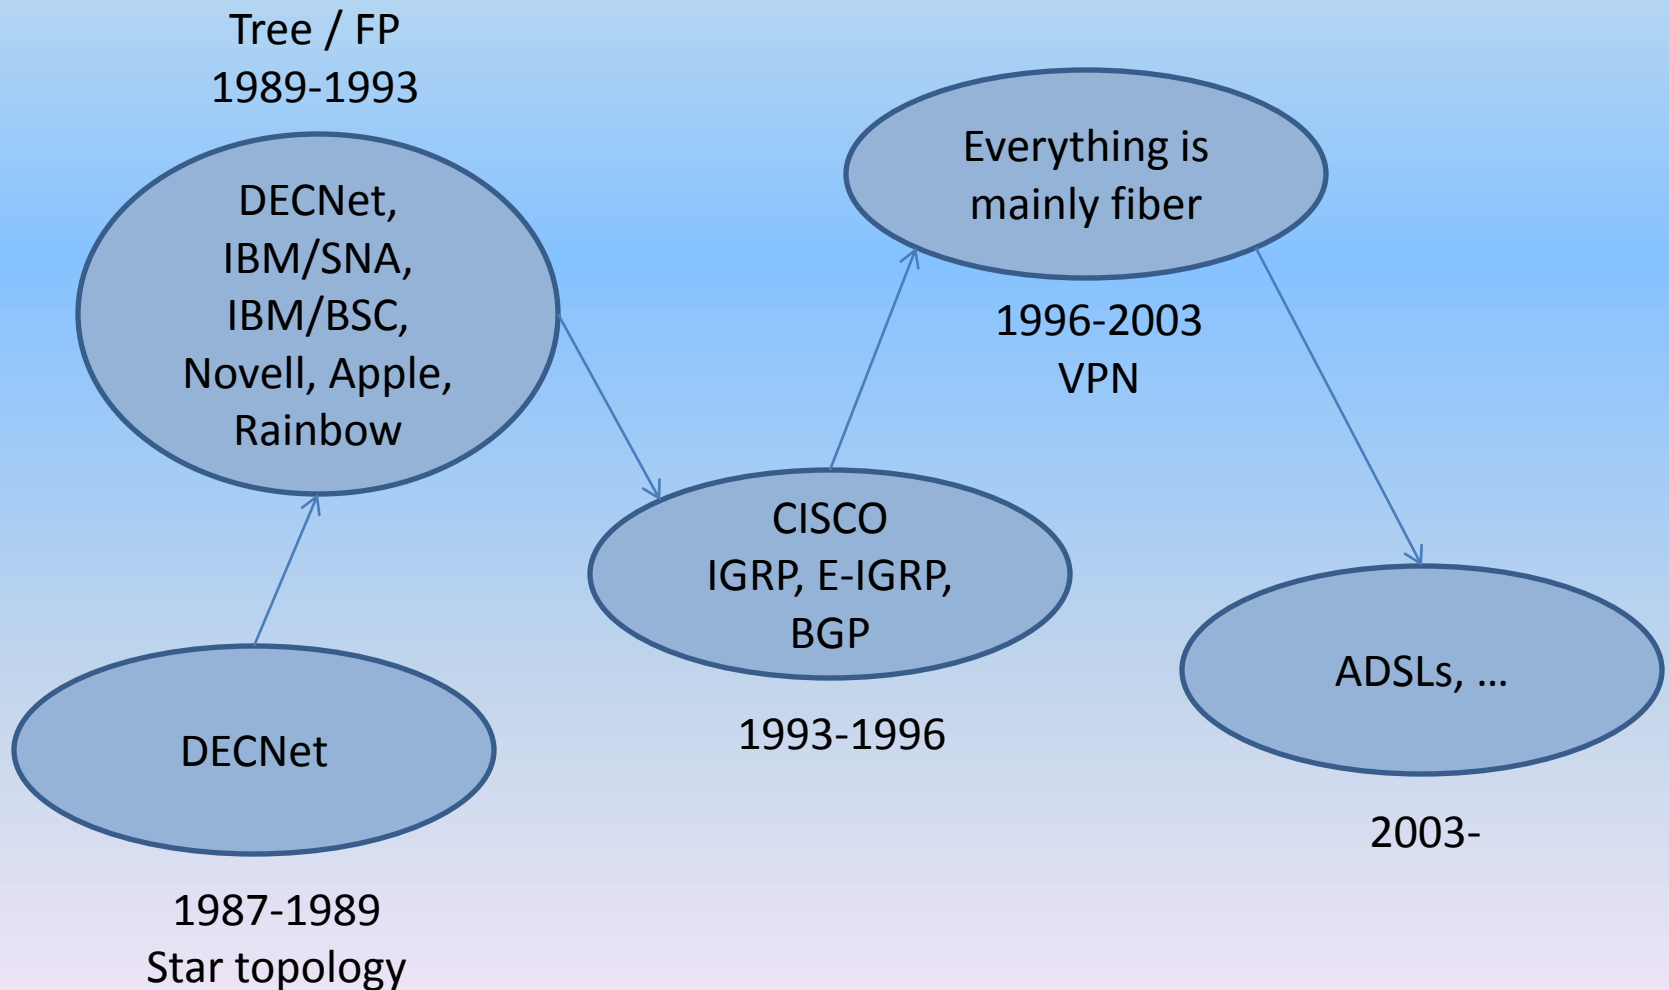 Tree / FP
1989-1993
DECNet,
IBM/SNA,
IBM/BSC,
Novell, Apple,
Rainbow
DECNet
1987-1989
Star topology
CISCO
IGRP, E-IGRP,
BGP
1993-1996
Everything is
mainly fiber
1996-2003
VPN
ADSLs, ...
2003-